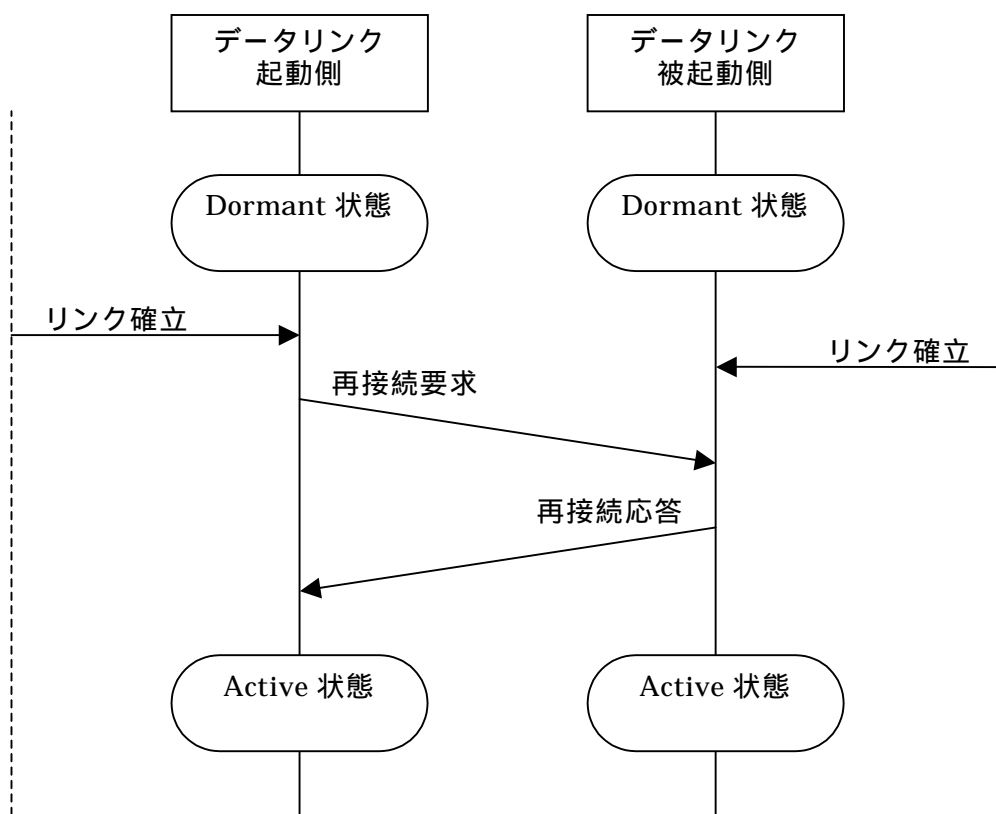 データリンク
起動側
データリンク
被起動側
Dormant 状態
Dormant 状態
リンク確立
リンク確立
再接続要求
再接続応答
Active 状態
Active 状態